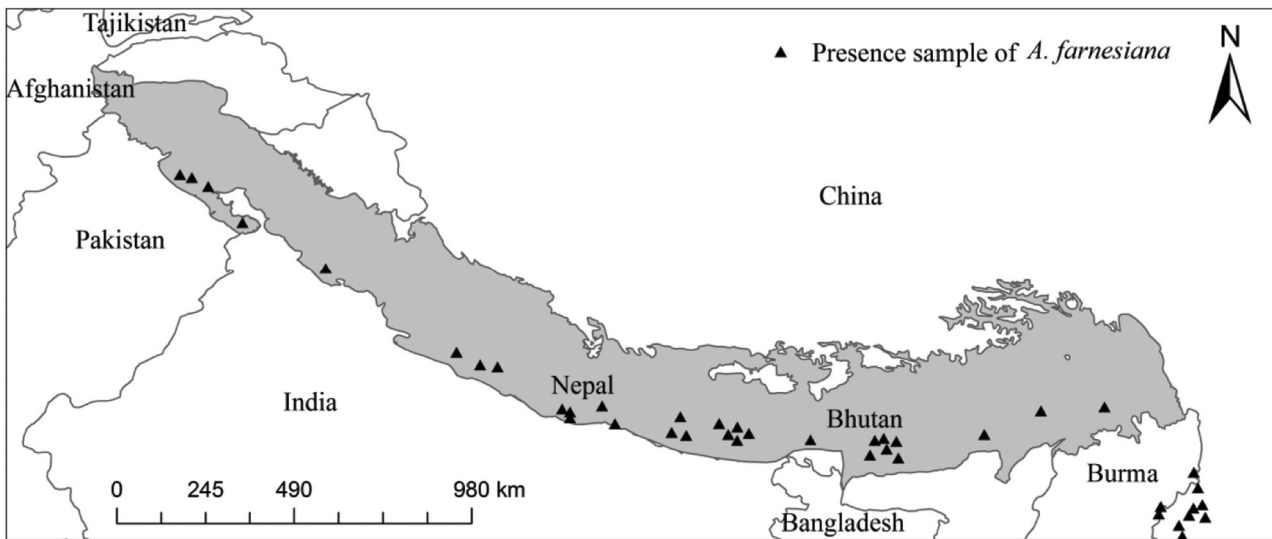 Tajikistan
▲ Presence sample of A. farnesiana
N
Afghanistan
China
Pakistan
Nepal
India
Bhutan
Burma
0 245 490 980 km
Bangladesh